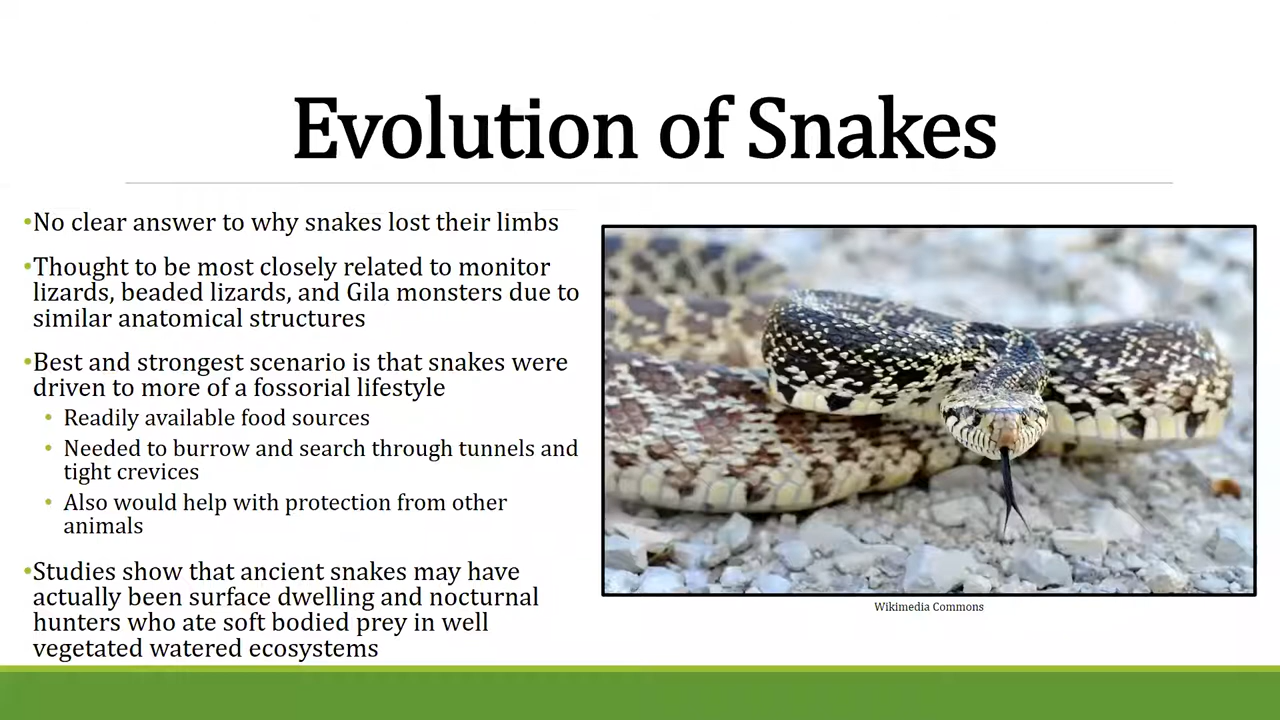 Evolution of Snakes
•No clear answer to why snakes lost their limbs
•Thought to be most closely related to monitor
lizards, beaded lizards, and Gila monsters due to
similar anatomical structures
•Best and strongest scenario is that snakes were
driven to more of a fossorial lifestyle
• Readily available food sources
• Needed to burrow and search through tunnels and
tight crevices
• Also would help with protection from other
animals
•Studies show that ancient snakes may have
actually been surface dwelling and nocturnal
hunters who ate soft bodied prey in well
vegetated watered ecosystems
Wikimedia Commons